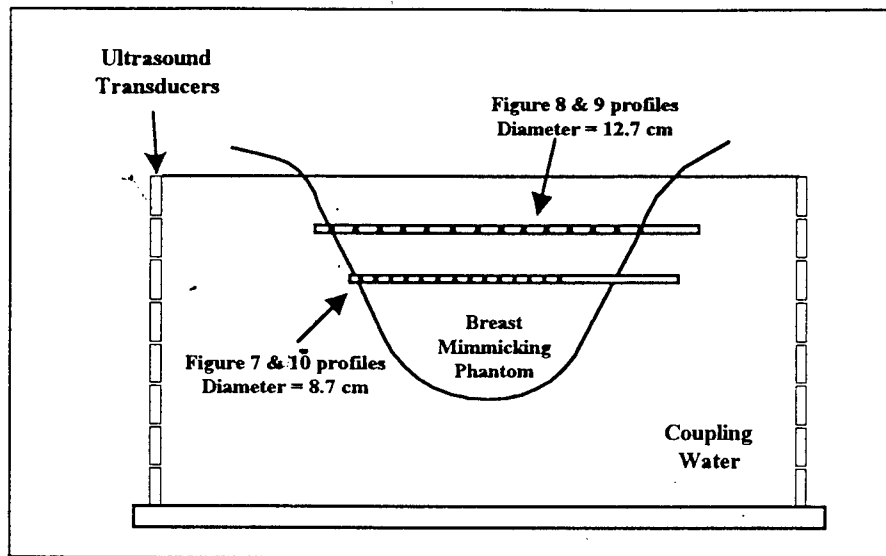 Ultrasound
Transducers
Figure 8 & 9 profiles
Diameter = 12.7 cm
Breast
Mimmicking
Phantom
Figure 7 & 10 profiles
Diameter = 8.7 cm
Coupling
Water